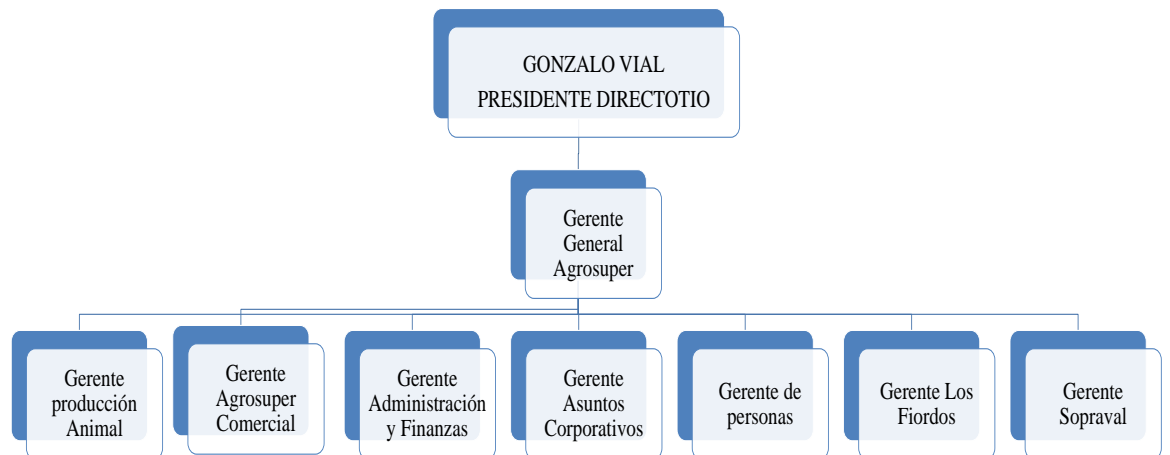 GONZALO VIAL
PRESIDENTE DIRECTOTIO
Gerente
General
Agrosuper
Gerente
producción
Animal
Gerente
Agrosuper
Comercial
Gerente
Administración
y Finanzas
Gerente
Asuntos
Corporativos
Gerente de
personas
Gerente Los
Fiordos
Gerente
Sopraval